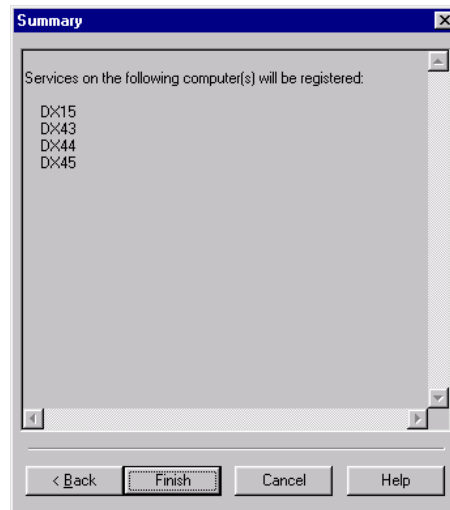 Summary
Services on the following computer(s) will be registered:
DX15
DX43
DX44
DX45
< Back
Finish
Cancel
Help